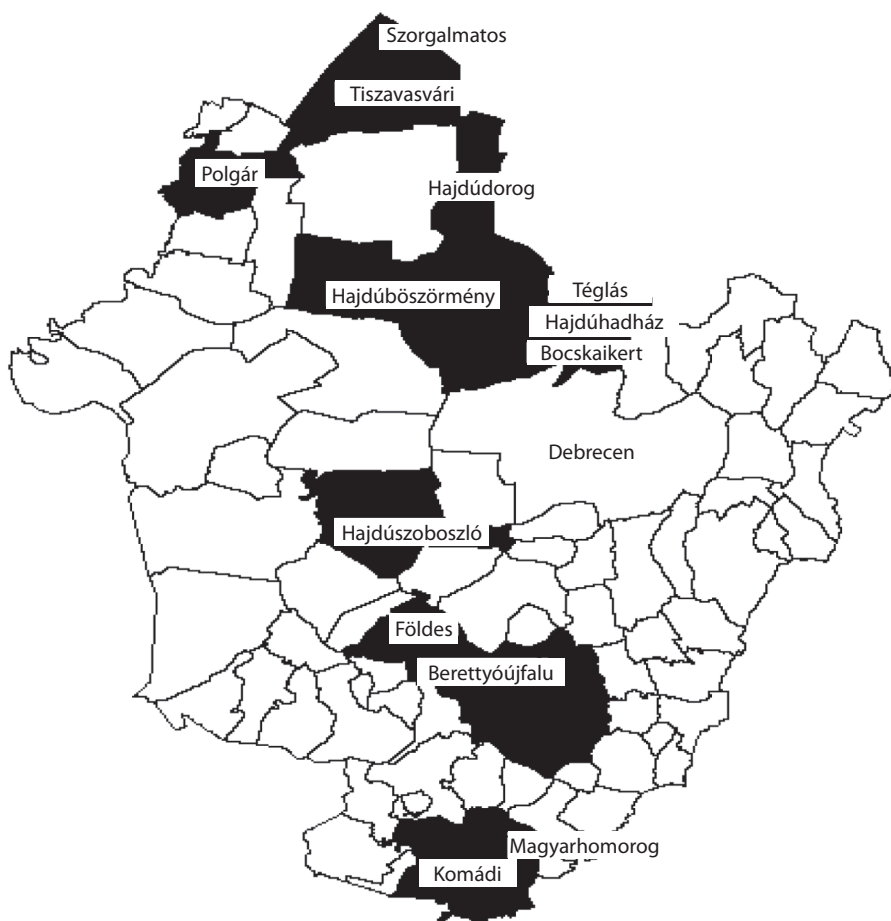 Szorgalmatos
Tiszavasvári
Polgár
Hajdúdorog
Hajdúböszörmény
Téglás
Hajdúhadház
Bocskaikert
Debrecen
Hajdúszoboszló
Földes
Berettyóújfalu
Magyarhomorog
Komádi